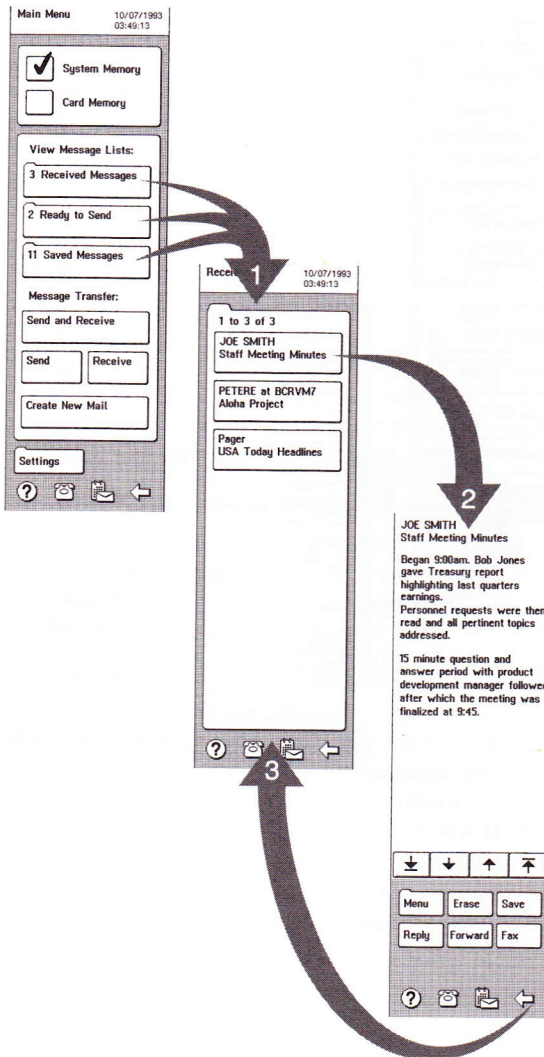 Main Menu
10/07/1993
03:49:13
System Memory
Card Memory
View Message Lists:
3 Received Messages
2 Ready to Send
11 Saved Messages
Message Transfer:
Send and Receive
Send
Receive
Create New Mail
Settings
?
1
10/07/1993
03:49:13
1 to 3 of 3
JOE SMITH
Staff Meeting Minutes
PETERE at BCRVM7
Aloha Project
Pager
USA Today Headlines
?
2
JOE SMITH
Staff Meeting Minutes
Began 9:00am. Bob Jones
gave Treasury report
highlighting last quarters
earnings.
Personnel requests were then
read and all pertinent topics
addressed.
15 minute question and
answer period with product
development manager followed
after which the meeting was
finalized at 9:45.
Menu
Erase
Save
Reply
Forward
Fax
?
3